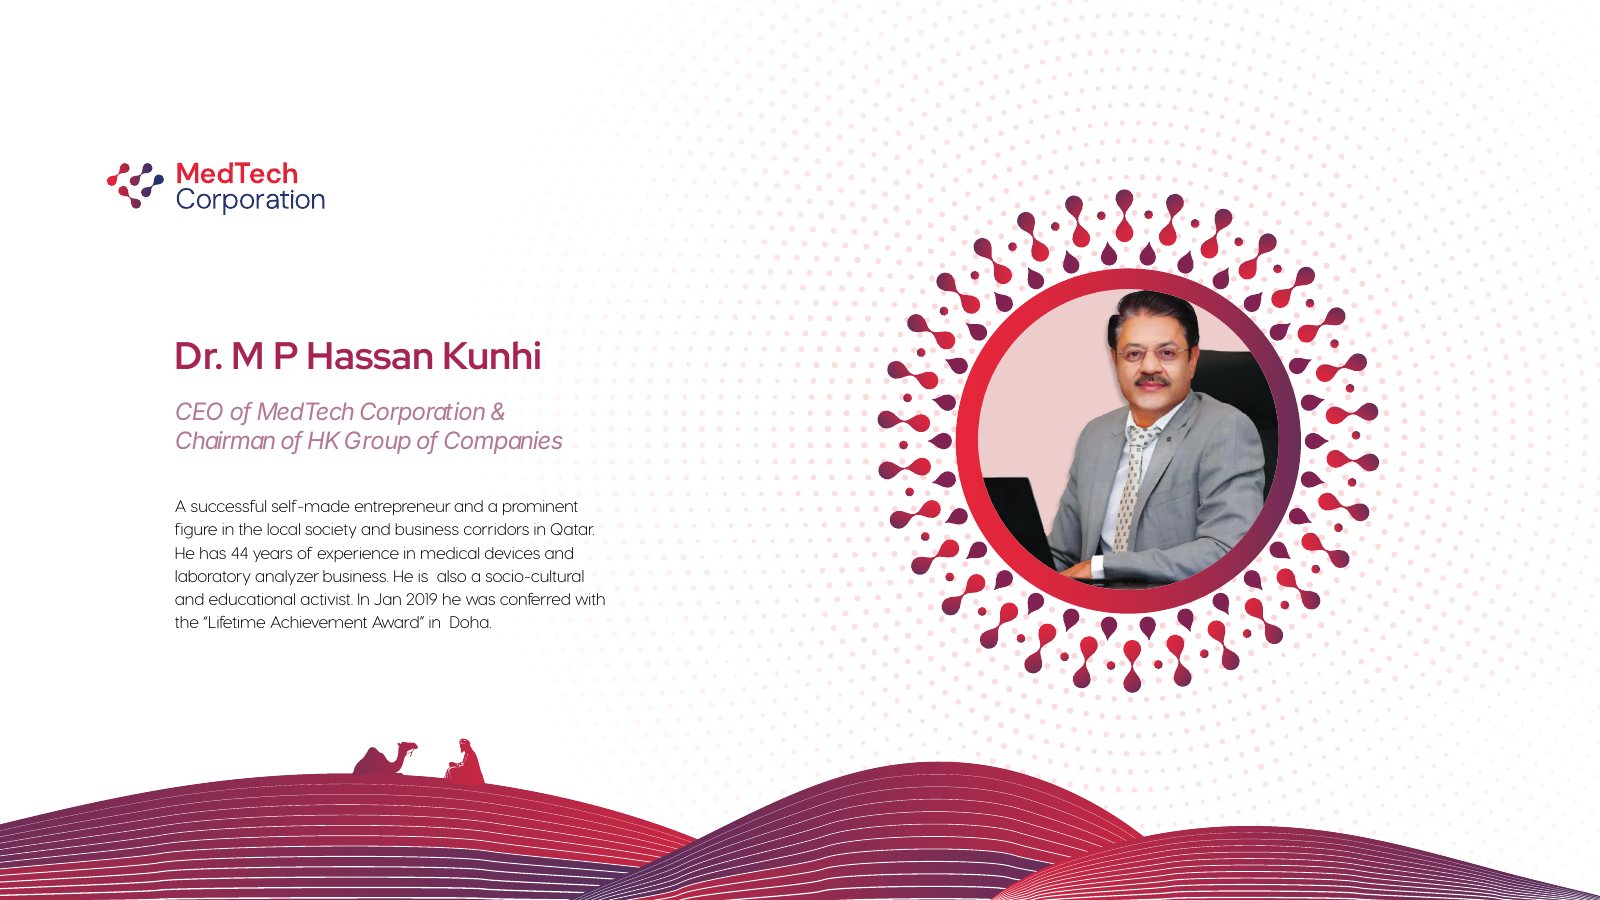 MedTech
Corporation
Dr. M P Hassan Kunhi
CEO of MedTech Corporation &
Chairman of HK Group of Companies
A successful self-made entrepreneur and a prominent
figure in the local society and business corridors in Qatar.
He has 44 years of experience in medical devices and
laboratory analyzer business. He is  also a socio-cultural
and educational activist. In Jan 2019 he was conferred with
the “Lifetime Achievement Award” in  Doha.